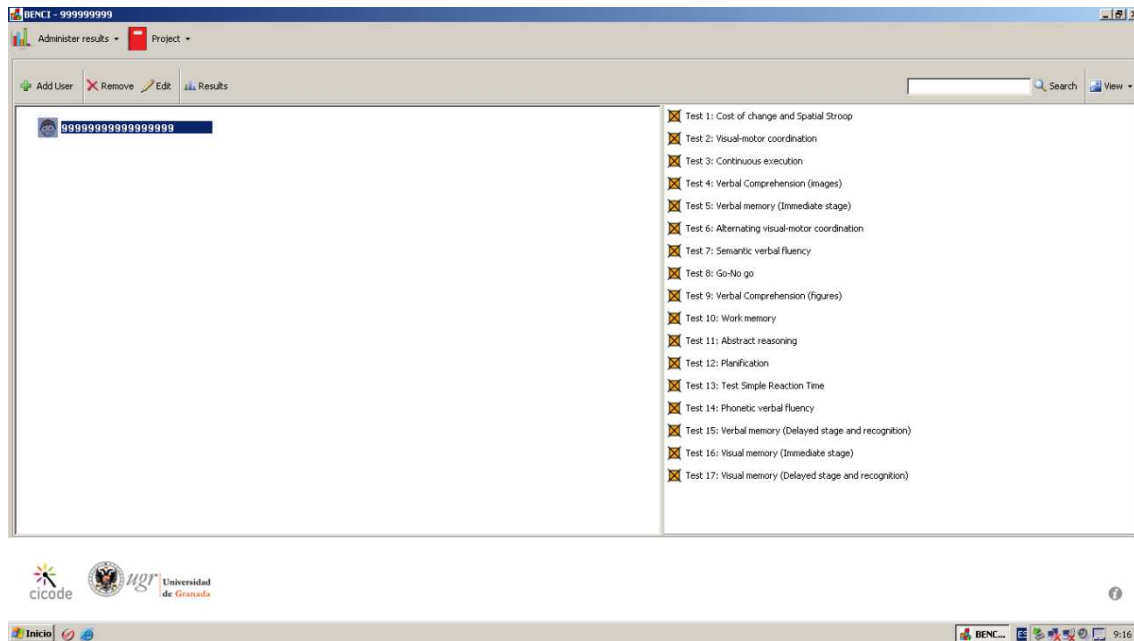 BENCI - 999999999
Administer results
Project
Add User
Remove
Edit
Results
Search
View
99999999999999999
Test 1: Cost of change and Spatial Stroop
Test 2: Visual-motor coordination
Test 3: Continuous execution
Test 4: Verbal Comprehension (images)
Test 5: Verbal memory (Immediate stage)
Test 6: Alternating visual-motor coordination
Test 7: Semantic verbal fluency
Test 8: Go-No go
Test 9: Verbal Comprehension (figures)
Test 10: Work memory
Test 11: Abstract reasoning
Test 12: Planification
Test 13: Test Simple Reaction Time
Test 14: Phonetic verbal fluency
Test 15: Verbal memory (Delayed stage and recognition)
Test 16: Visual memory (Immediate stage)
Test 17: Visual memory (Delayed stage and recognition)
cicode
ugr
Universidad
de Granada
Inicio
BENC...
ES
9:16